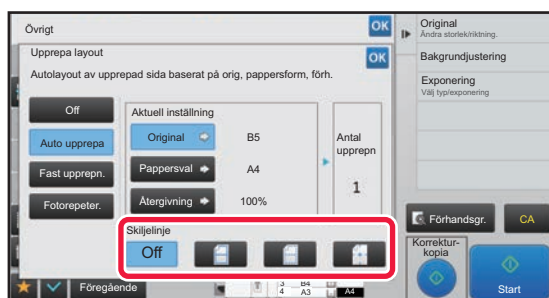 Övrigt
OK
Upprepa layout
OK
Autolayout av upprepad sida baserat på orig, pappersform, förh.
Off
Auto upprepa
Fast upprepn.
Fotorepeter.
Aktuell inställning
Original
B5
Pappersval
A4
Återgivning
100%
Antal
upprepn
1
Skiljelinje
Off
Föregående
3 B4
4 A3
A4
Original
Ändra storlek/riktning.
Bakgrundjustering
Exponering
Välj typ/exponering
Förhandsgr.
CA
Korrektur-
kopia
Start